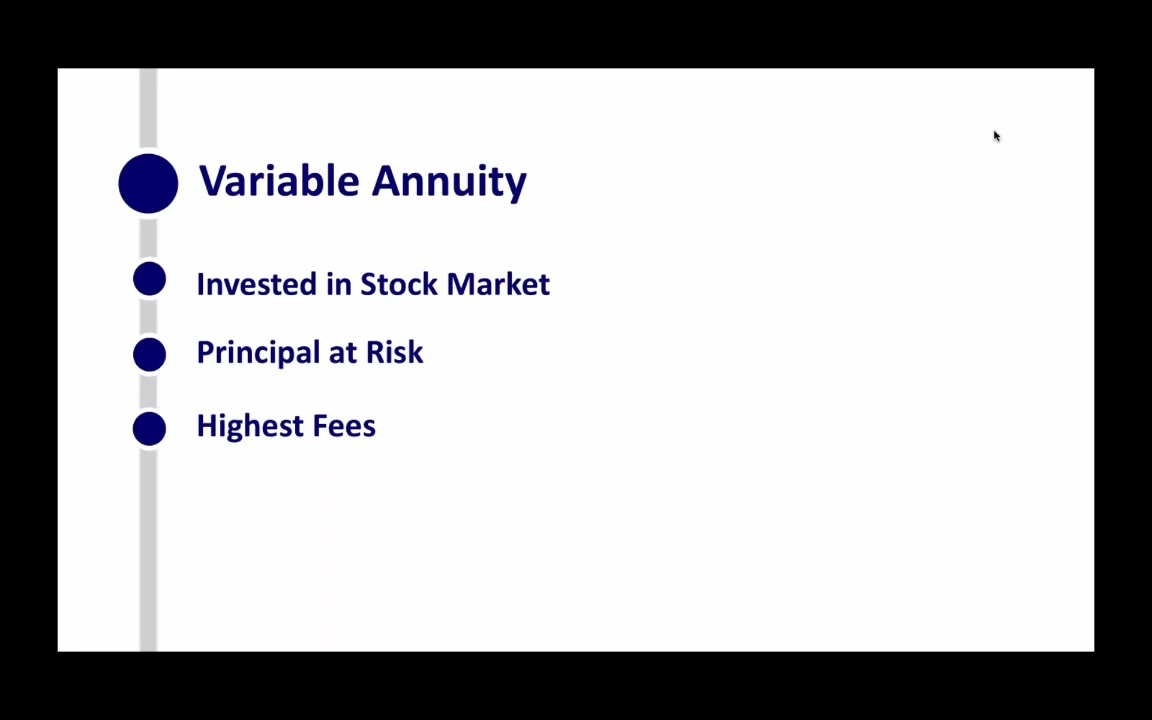 Variable Annuity
Invested in Stock Market
Principal at Risk
Highest Fees